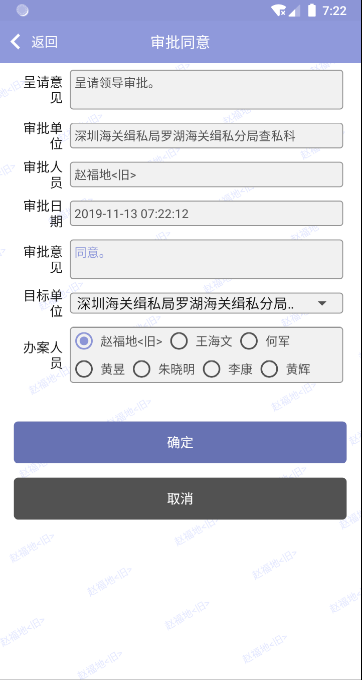 7:22
返回 审批同意
呈请意见 呈请领导审批。
审批单位 深圳海关缉私局罗湖海关缉私分局查私科
审批人员 赵福地<旧>
审批日期 2019-11-13 07:22:12
审批意见 同意。
目标单位 深圳海关缉私局罗湖海关缉私分局..
办案人员 赵福地<旧> 王海文 何军
黄昱 朱晓明 李康 黄辉
确定
取消
赵福地<旧>